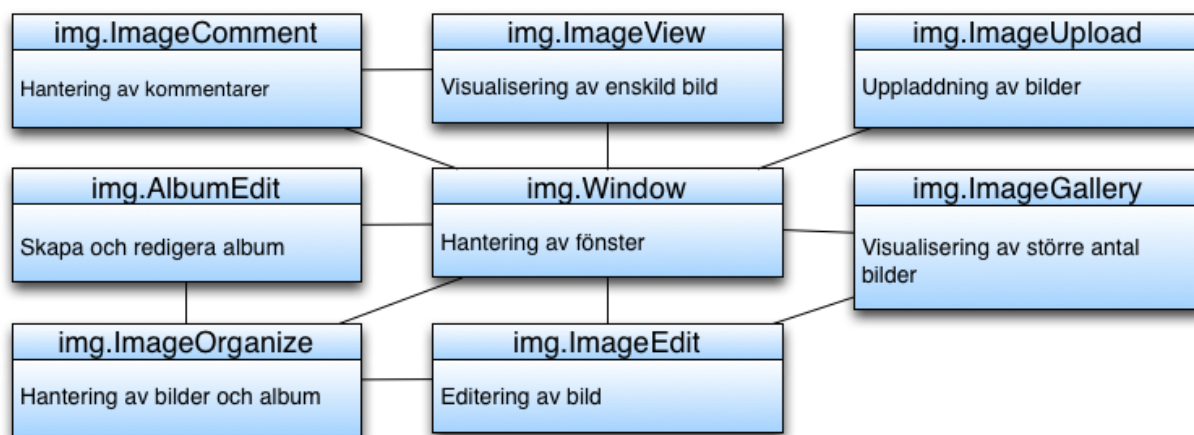 img.ImageComment
Hantering av kommentarer
img.ImageView
Visualisering av enskild bild
img.ImageUpload
Uppladdning av bilder
img.AlbumEdit
Skapa och redigera album
img.Window
Hantering av fönster
img.ImageGallery
Visualisering av större antal
bilder
img.ImageOrganize
Hantering av bilder och album
img.ImageEdit
Editering av bild